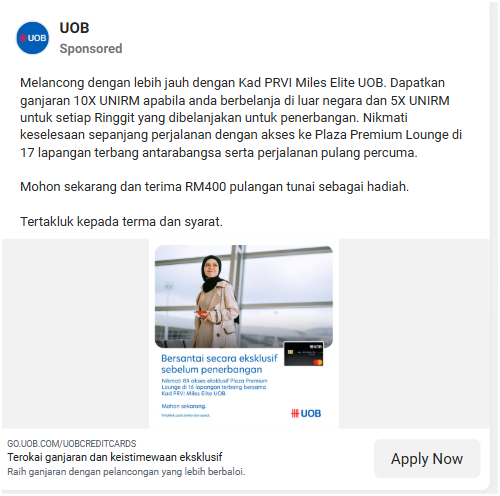 UOB
UOB
Sponsored
Melancong dengan lebih jauh dengan Kad PRVI Miles Elite UOB. Dapatkan
ganjaran 10X UNIRM apabila anda berbelanja di luar negara dan 5X UNIRM
untuk setiap Ringgit yang dibelanjakan untuk penerbangan. Nikmati
keselesaan sepanjang perjalanan dengan akses ke Plaza Premium Lounge di
17 lapangan terbang antarabangsa serta perjalanan pulang percuma.
Mohon sekarang dan terima RM400 pulangan tunai sebagai hadiah.
Tertakluk kepada terma dan syarat.
Bersantai secara eksklusif
sebelum penerbangan
Nikmati 8X akses eksklusif Plaza Premium
Lounge di 16 lapangan terbang bersama
Kad PRVI Miles Elite UOB.
Mohon sekarang.
Tertakluk pada terma dan syarat.
UOB
UOB
GO.UOB.COM/UOBCREDITCARDS
Terokai ganjaran dan keistimewaan eksklusif
Raih ganjaran dengan pelancongan yang lebih berbaloi.
Apply Now